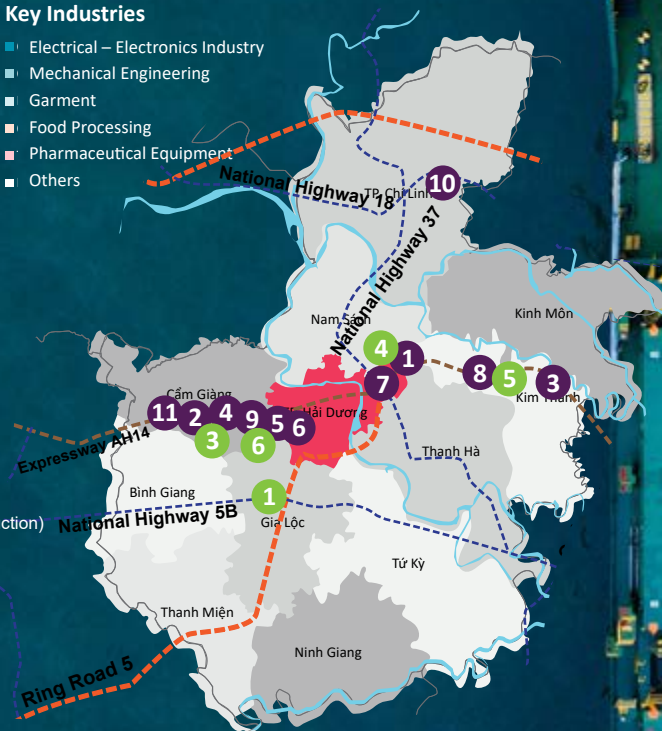 Key Industries
Electrical – Electronics Industry
Mechanical Engineering
Garment
Food Processing
Pharmaceutical Equipment
Others
National Highway 18
TP. Chí Linh
10
National Highway 37
Kinh Môn
Nam Sách
4
1
7
8
5
3
Kim Thành
Cẩm Giàng
11
2
4
9
5
6
Hải Dương
3
6
Expressway AH14
Thanh Hà
Bình Giang
1
ction)
National Highway 5B
Gia Lộc
Tứ Kỳ
Thanh Miện
Ninh Giang
Ring Road 5